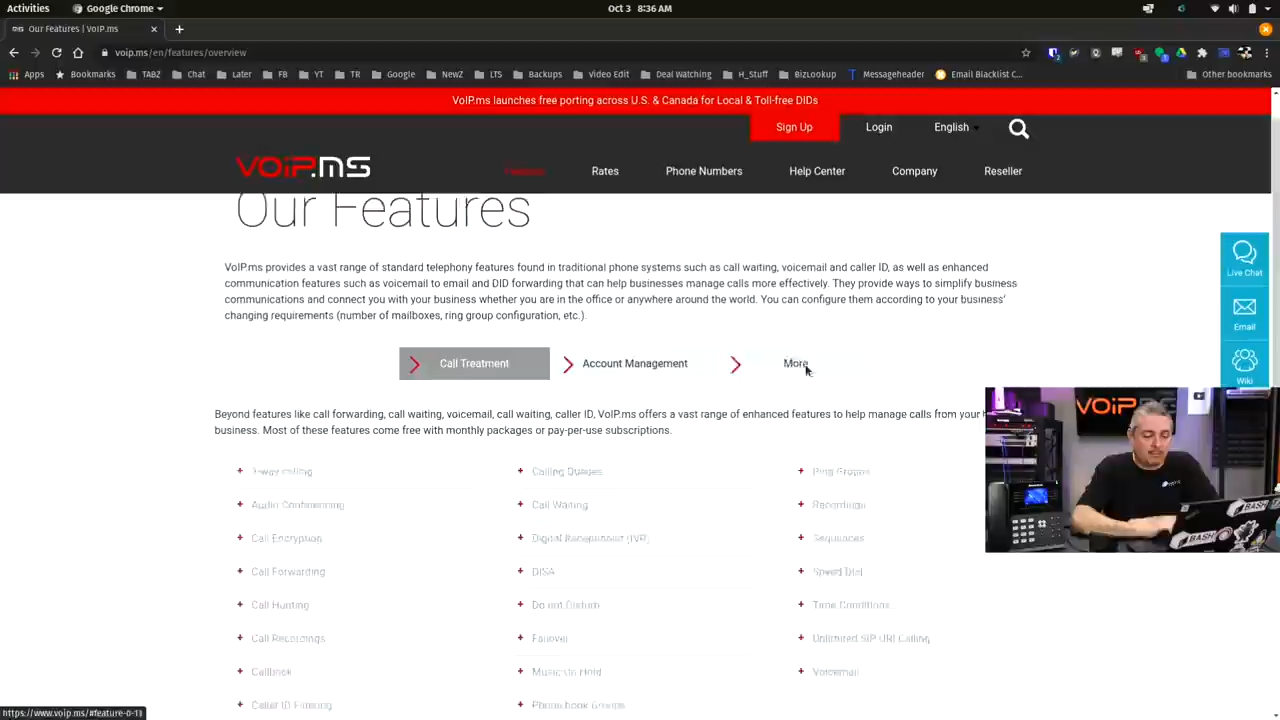 Activities
Google Chrome
Oct 3 8:36 AM
Our Features | VoIP.ms
voip.ms/en/features/overview
Apps
Bookmarks
TABZ
Chat
Later
FB
YT
TR
Google
NewZ
LTS
Backups
Video Edit
Deal Watching
H_Stuff
BizLookup
Messageheader
Email Blacklist C...
Other bookmarks
VoIP.ms launches free porting across U.S. & Canada for Local & Toll-free DIDs
Sign Up
Login
English
VOiP.MS
Features
Rates
Phone Numbers
Help Center
Company
Reseller
Our Features
VoIP.ms provides a vast range of standard telephony features found in traditional phone systems such as call waiting, voicemail and caller ID, as well as enhanced
communication features such as voicemail to email and DID forwarding that can help businesses manage calls more effectively. They provide ways to simplify business
communications and connect you with your business whether you are in the office or anywhere around the world. You can configure them according to your business'
changing requirements (number of mailboxes, ring group configuration, etc.).
Call Treatment
Account Management
More
Live Chat
Email
Wiki
Beyond features like call forwarding, call waiting, voicemail, call waiting, caller ID, VoIP.ms offers a vast range of enhanced features to help manage calls from your
business. Most of these features come free with monthly packages or pay-per-use subscriptions.
3-way calling
Calling Queues
Ring Groups
Audio Conferencing
Call Waiting
Recordings
Call Encryption
Digital Receptionist (IVR)
Sequences
Call Forwarding
DISA
Speed Dial
Call Hunting
Do not Disturb
Time Conditions
Call Recordings
Failover
Unlimited SIP URI Calling
Callback
Music On Hold
Voicemail
Caller ID Filtering
Phonebook Groups
VOiP
BASH
BASH
https://www.voip.ms/#feature-0-1